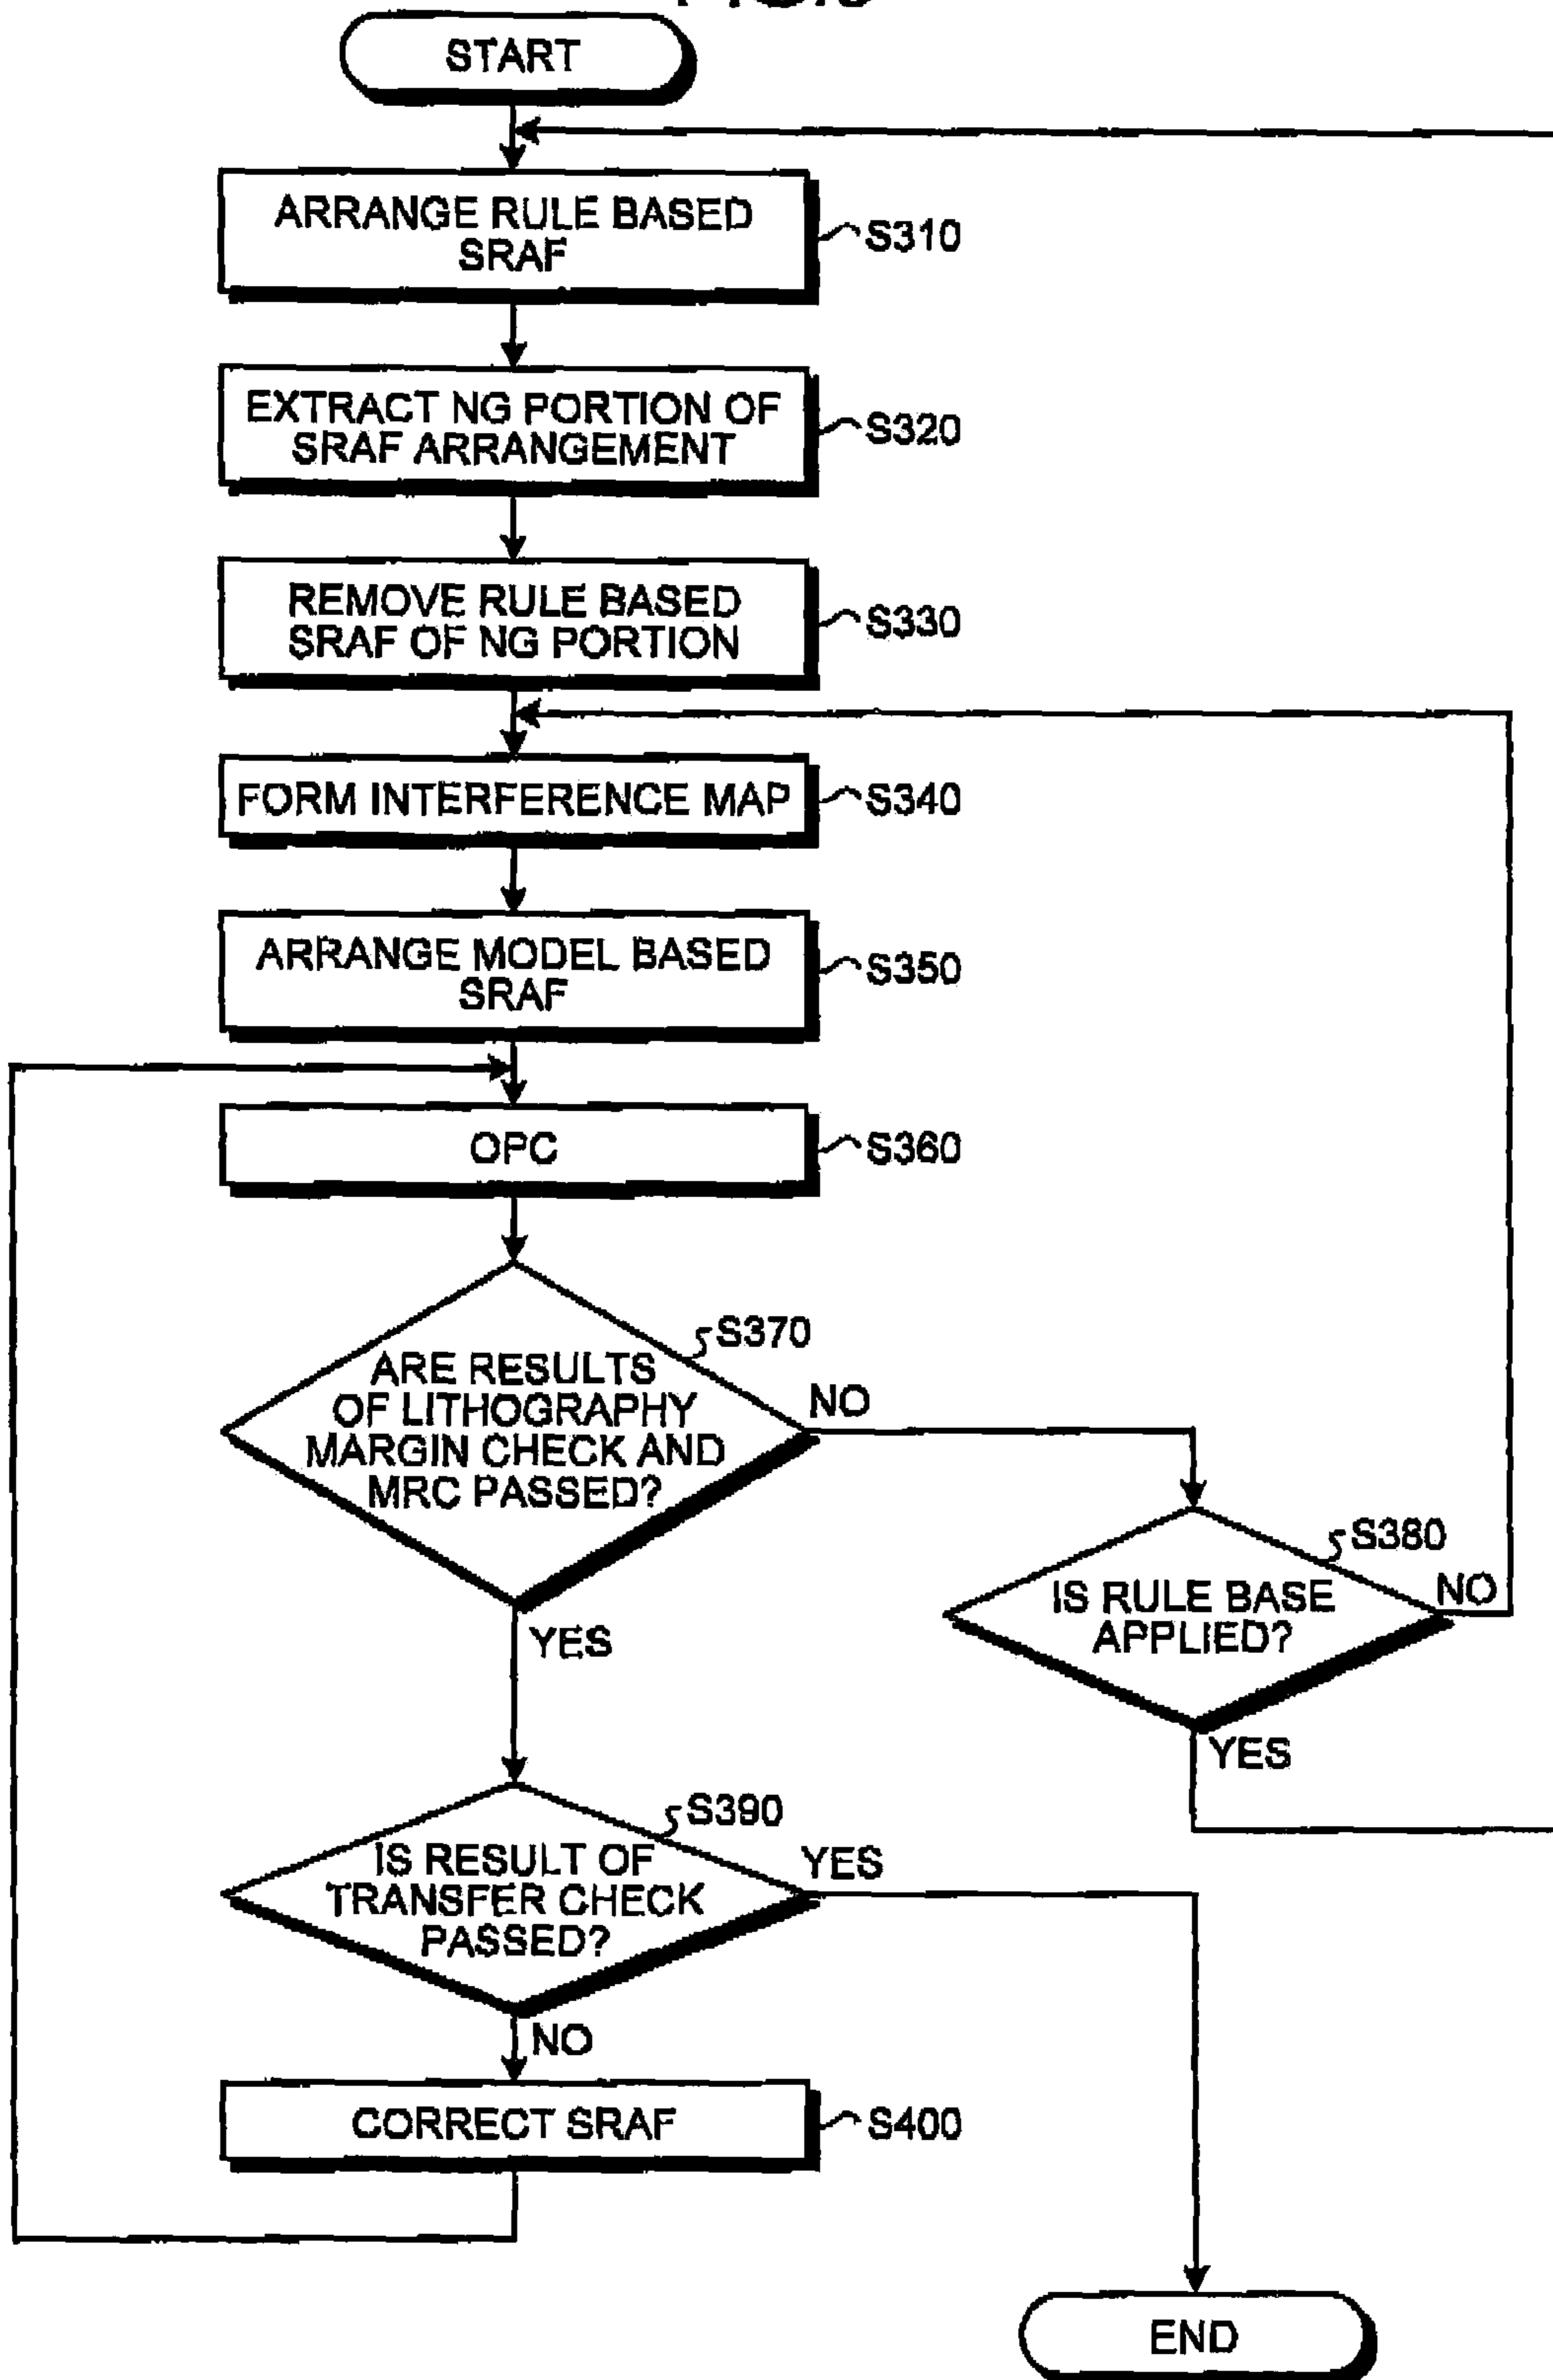 START
ARRANGE RULE BASED
SRAF
S310
EXTRACT NG PORTION OF
SRAF ARRANGEMENT
S320
REMOVE RULE BASED
SRAF OF NG PORTION
S330
FORM INTERFERENCE MAP
S340
ARRANGE MODEL BASED
SRAF
S350
OPC
S360
S370
ARE RESULTS
OF LITHOGRAPHY
MARGIN CHECK AND
MRC PASSED?
NO
YES
S380
IS RULE BASE
APPLIED?
NO
YES
S390
IS RESULT OF
TRANSFER CHECK
PASSED?
YES
NO
CORRECT SRAF
S400
END